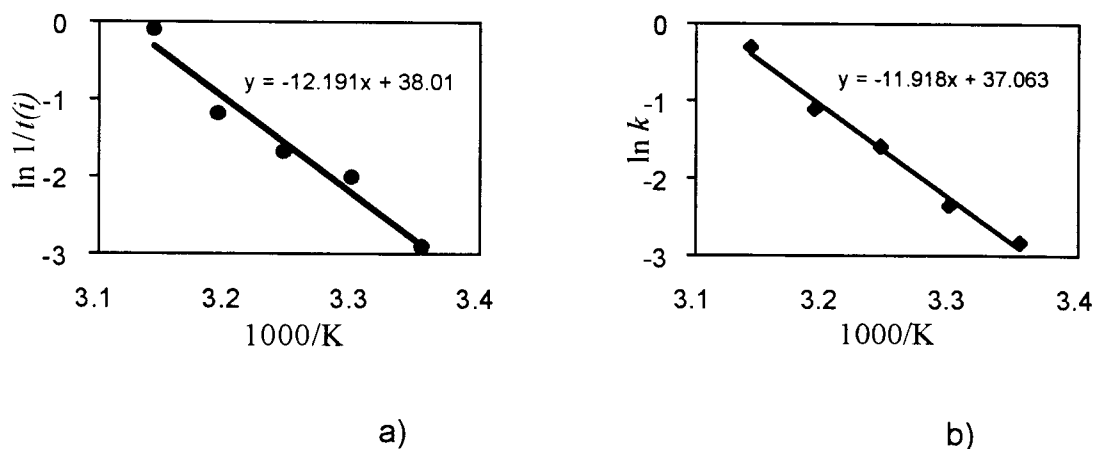 0
-1
-2
-3
ln 1/t(i)
y = -12.191x + 38.01
3.1 3.2 3.3 3.4
1000/K
a)
0
-1
-2
-3
ln k
y = -11.918x + 37.063
3.1 3.2 3.3 3.4
1000/K
b)